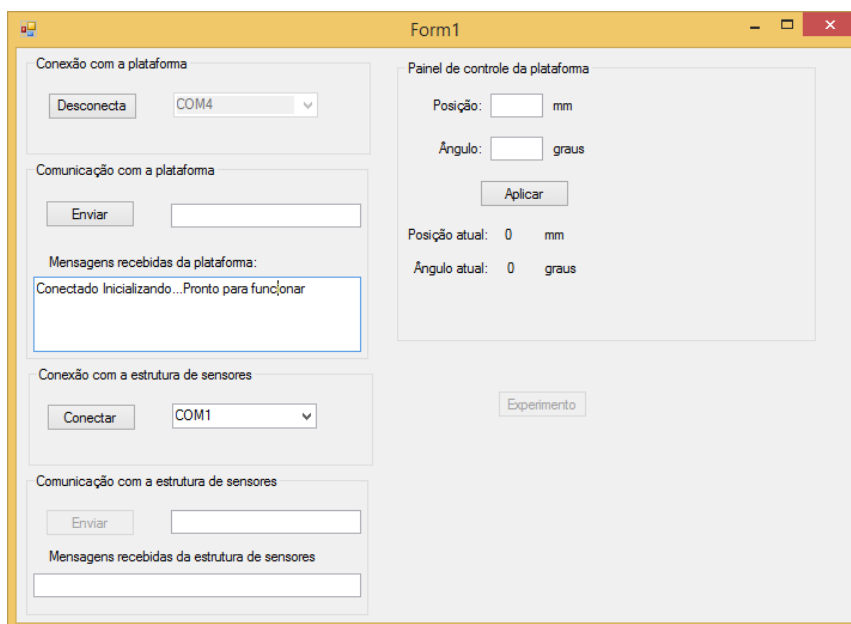 Form1
Conexão com a plataforma
Desconecta COM4
Comunicação com a plataforma
Enviar
Mensagens recebidas da plataforma:
Conectado Inicializando...Pronto para funcionar
Conexão com a estrutura de sensores
Conectar COM1
Comunicação com a estrutura de sensores
Enviar
Mensagens recebidas da estrutura de sensores
Painel de controle da plataforma
Posição: mm
Ângulo: graus
Aplicar
Posição atual: 0 mm
Ângulo atual: 0 graus
Experimento